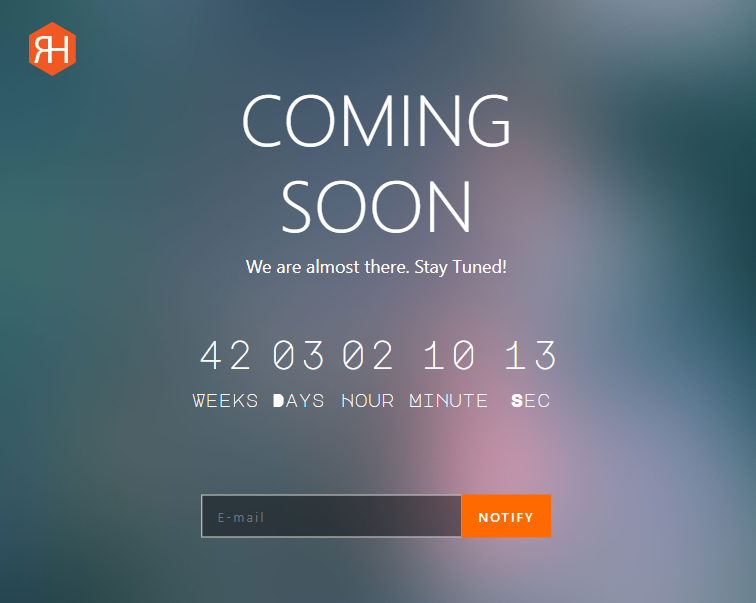 RH
COMING
SOON
We are almost there. Stay Tuned!
42 03 02 10 13
WEEKS DAYS HOUR MINUTE SEC
E-mail NOTIFY